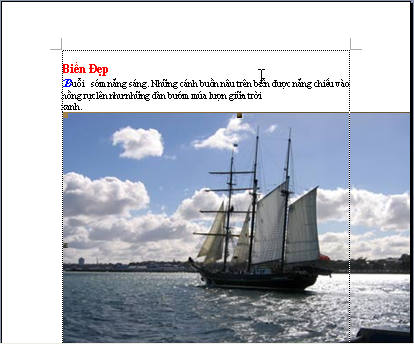 Biển Đẹp
Buổi sớm nắng sáng. Những cánh buồm nâu trên biển được nắng chiếu vào
hồng rực lên như những đàn bướm múa lượn giữa trời
xanh.